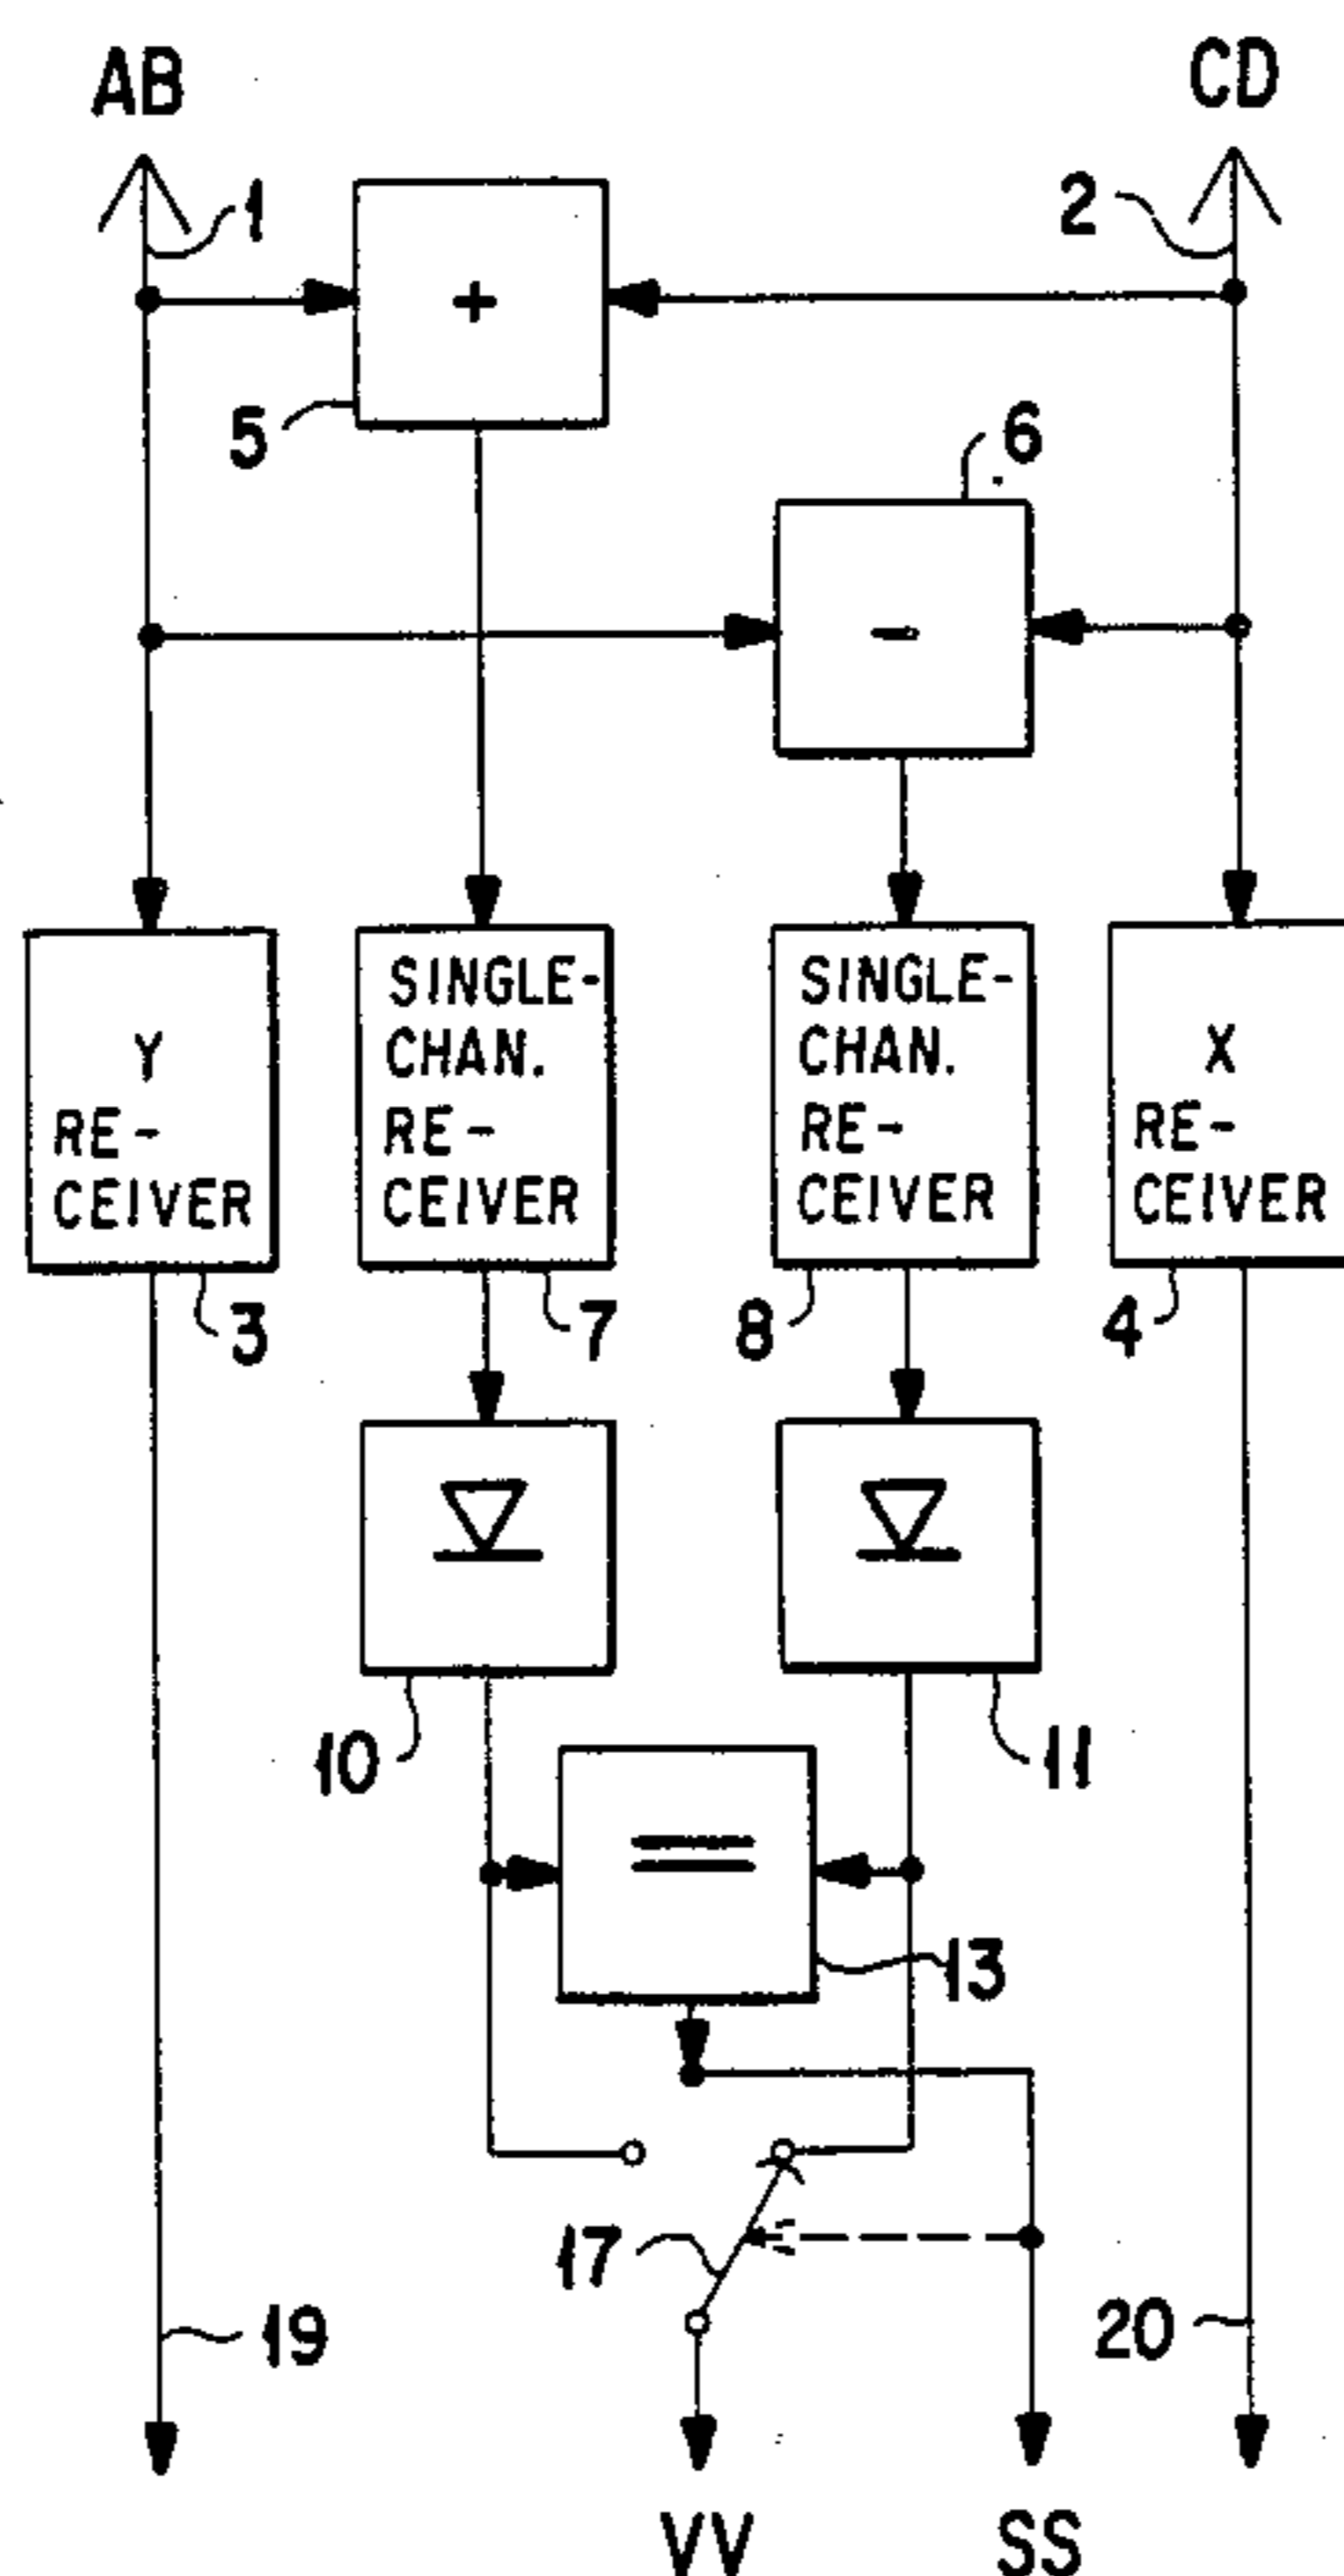 AB CD
1 2
+
5 6
-
Y
RE-
CEIVER
SINGLE-
CHAN.
RE-
CEIVER
SINGLE-
CHAN.
RE-
CEIVER
X
RE-
CEIVER
3 7 8 4
10 11
=
13
17
19 20
VV SS